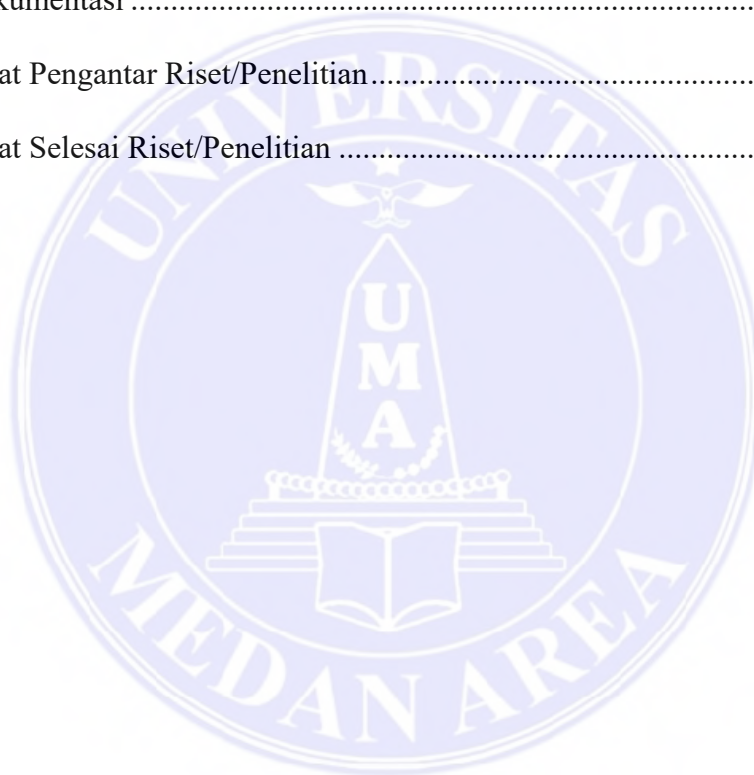 kumentasi ................................................................................
at Pengantar Riset/Penelitian................................................
at Selesai Riset/Penelitian ....................................................
UNIVERSITAS
UMA
MEDAN AREA